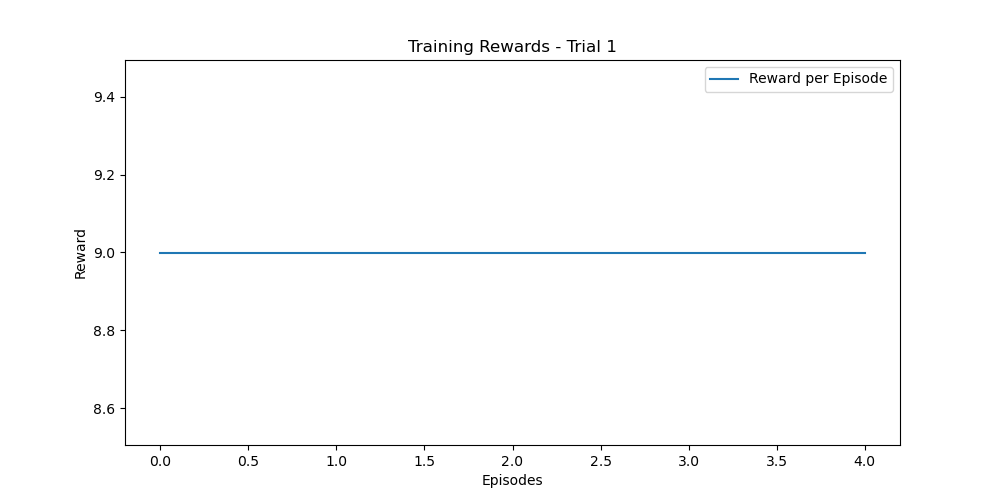 Training Rewards - Trial 1
Reward per Episode
9.4
9.2
9.0
8.8
8.6
Reward
0.0 0.5 1.0 1.5 2.0 2.5 3.0 3.5 4.0
Episodes